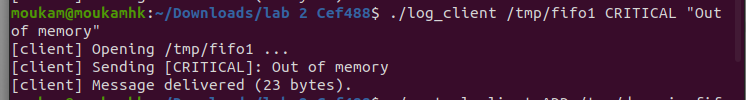 moukam@moukamhk:~/Downloads/lab 2 Cef488$ ./log_client /tmp/fifo1 CRITICAL "Out
of memory"
[client] Opening /tmp/fifo1 ...
[client] Sending [CRITICAL]: Out of memory
[client] Message delivered (23 bytes).